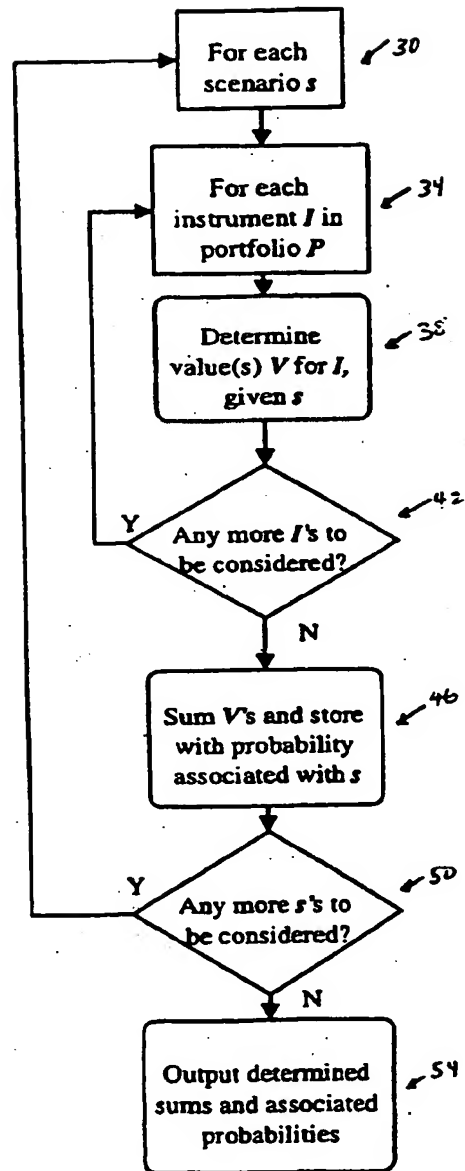 For each
scenario s
30
For each
instrument I in
portfolio P
34
Determine
value(s) V for I,
given s
38
Any more I's to
be considered?
42
Y
N
Sum V's and store
with probability
associated with s
46
Any more s's to
be considered?
50
Y
N
Output determined
sums and associated
probabilities
54